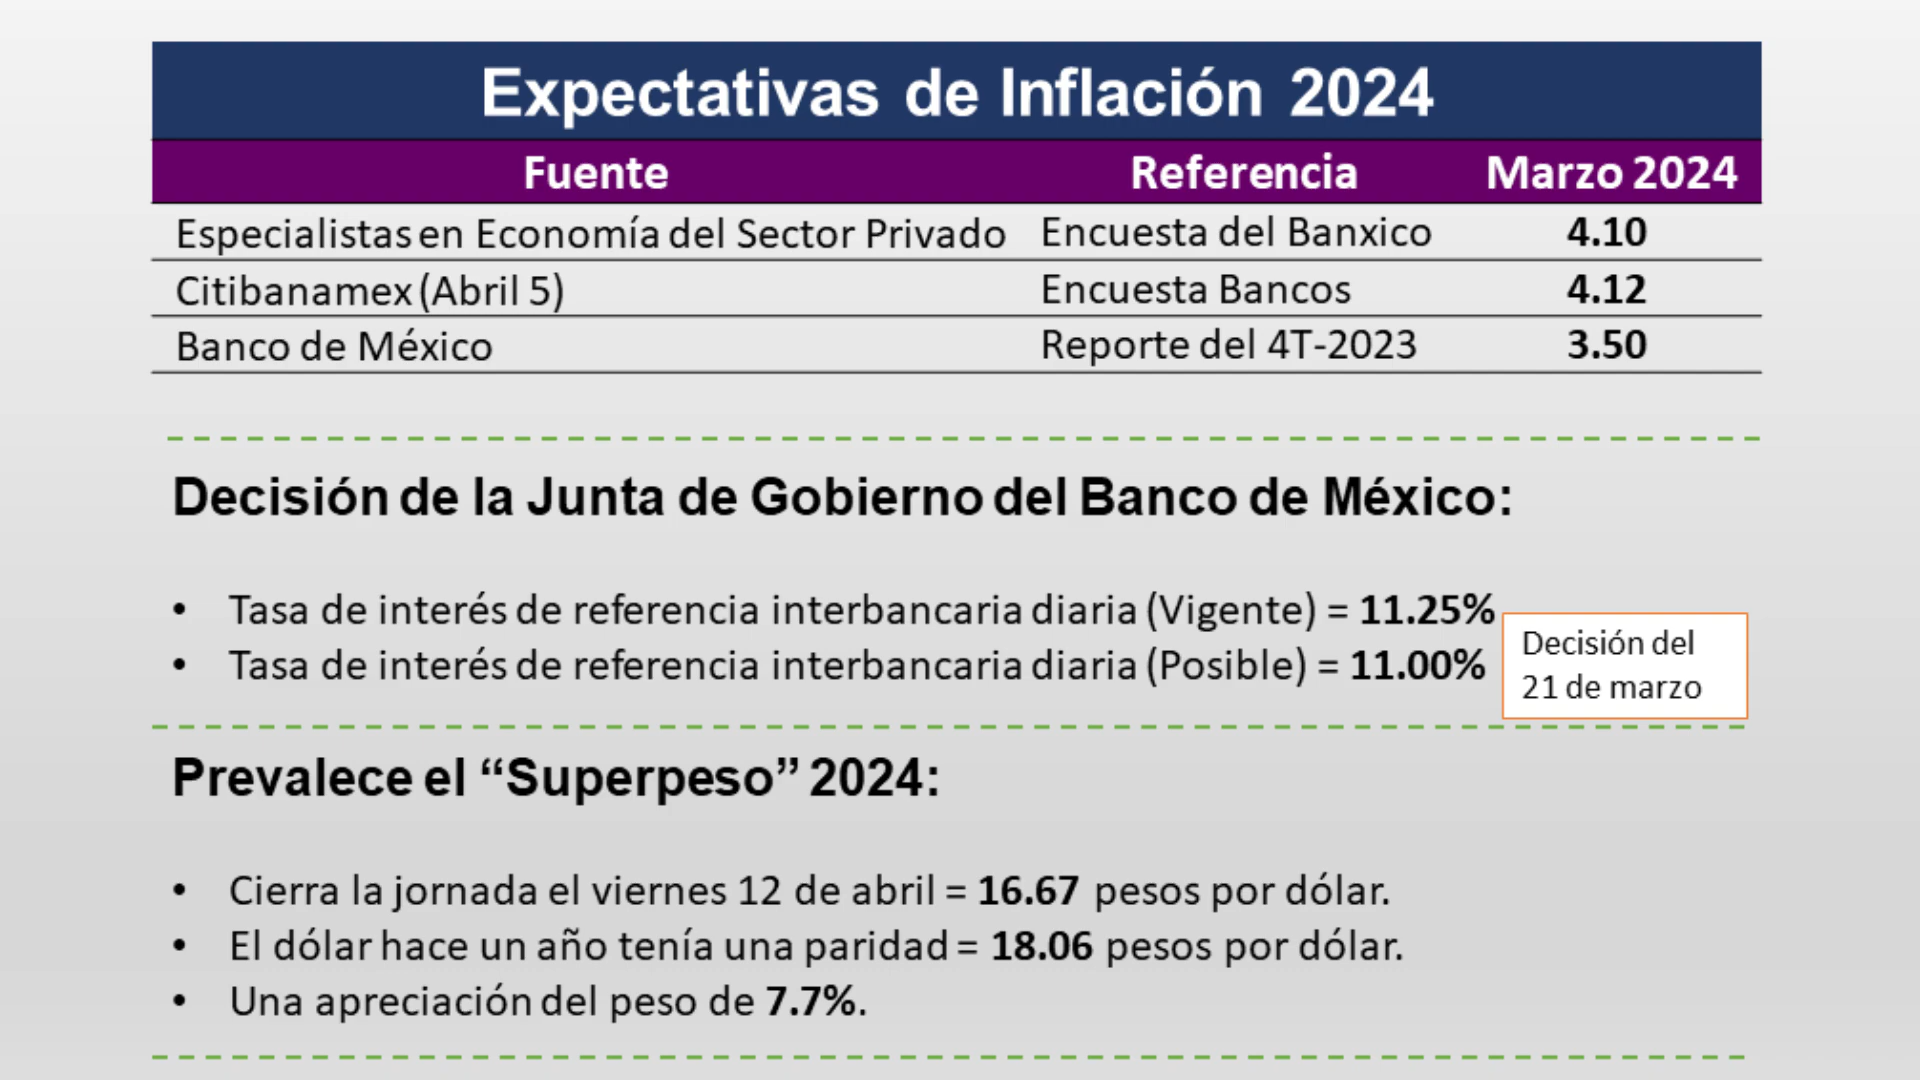 Expectativas de Inflación 2024
Fuente Referencia Marzo 2024
Especialistas en Economía del Sector Privado Encuesta del Banxico 4.10
Citibanamex (Abril 5) Encuesta Bancos 4.12
Banco de México Reporte del 4T-2023 3.50
Decisión de la Junta de Gobierno del Banco de México:
• Tasa de interés de referencia interbancaria diaria (Vigente) = 11.25%
• Tasa de interés de referencia interbancaria diaria (Posible) = 11.00%
Decisión del
21 de marzo
Prevalece el “Superpeso” 2024:
• Cierra la jornada el viernes 12 de abril = 16.67 pesos por dólar.
• El dólar hace un año tenía una paridad = 18.06 pesos por dólar.
• Una apreciación del peso de 7.7%.